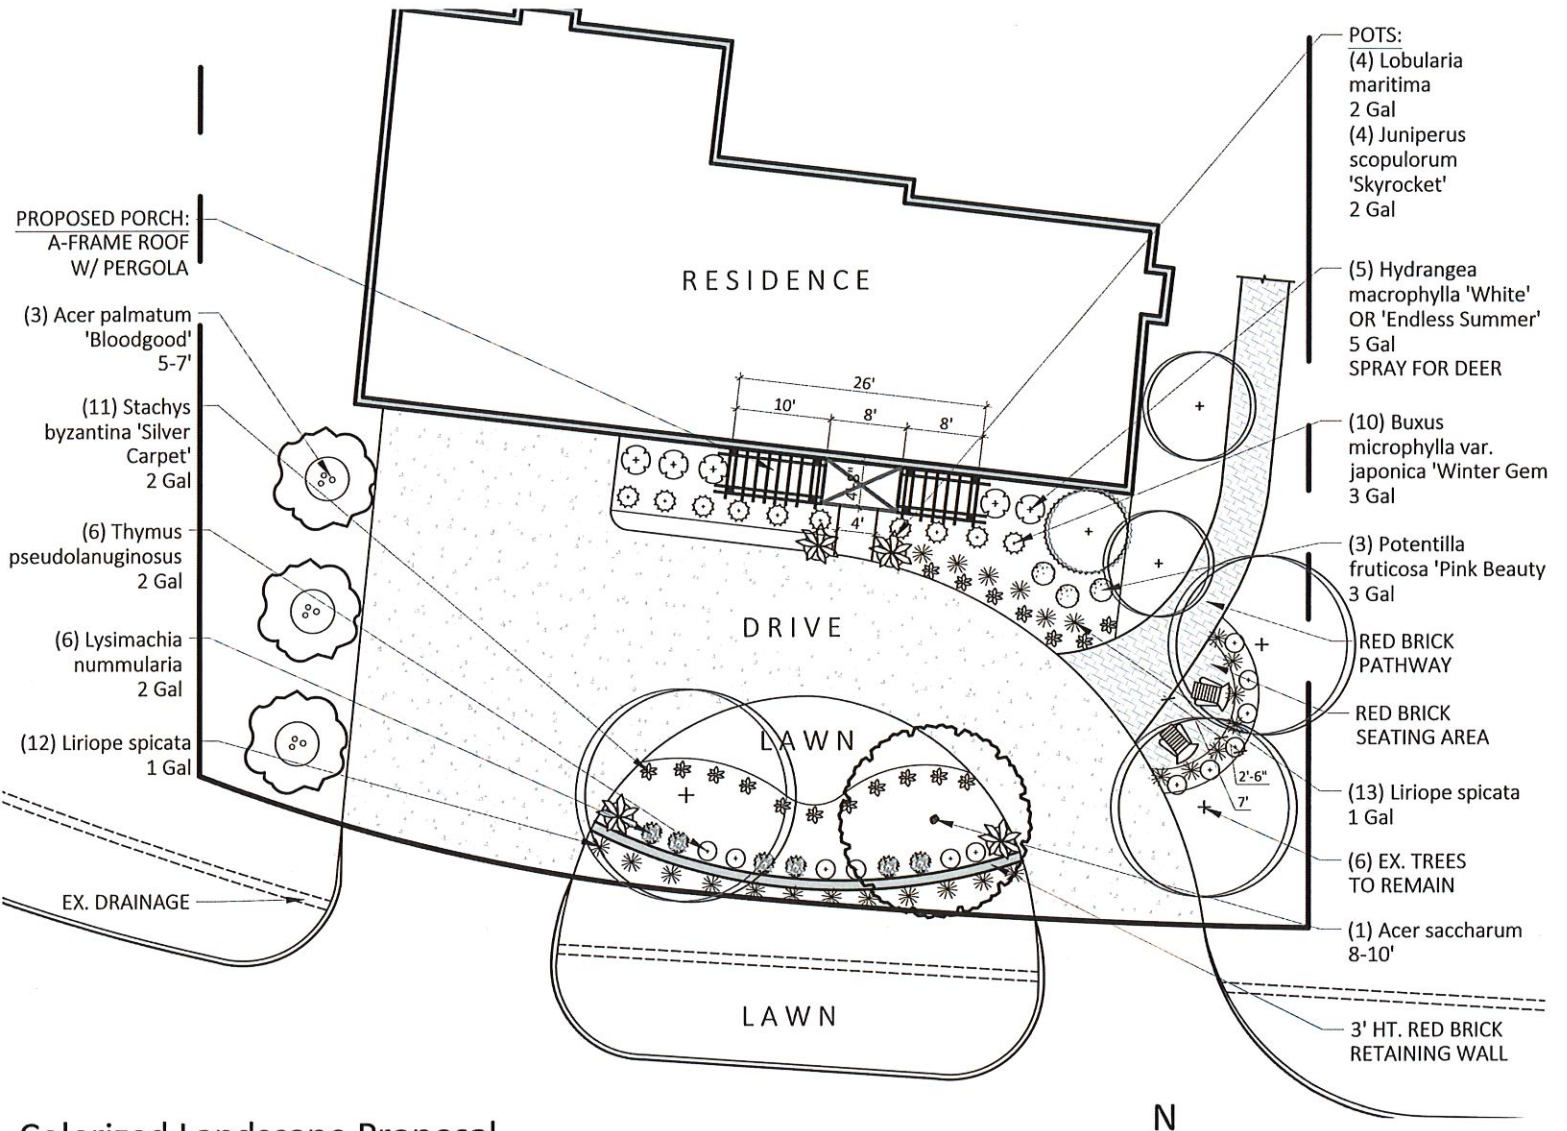 POTS:
(4) Lobularia
maritima
2 Gal
(4) Juniperus
scopulorum
'Skyrocket'
2 Gal
PROPOSED PORCH:
A-FRAME ROOF
W/ PERGOLA
RESIDENCE
(5) Hydrangea
macrophylla 'White'
OR 'Endless Summer'
5 Gal
SPRAY FOR DEER
(3) Acer palmatum
'Bloodgood'
5-7'
26'
10'
8'
8'
(11) Stachys
byzantina 'Silver
Carpet'
2 Gal
(10) Buxus
microphylla var.
japonica 'Winter Gem
3 Gal
4'
(6) Thymus
pseudolanuginosus
2 Gal
(3) Potentilla
fruticosa 'Pink Beauty
3 Gal
DRIVE
(6) Lysimachia
nummularia
2 Gal
RED BRICK
PATHWAY
RED BRICK
SEATING AREA
(12) Liriope spicata
1 Gal
LAWN
2'-6"
7'
(13) Liriope spicata
1 Gal
(6) EX. TREES
TO REMAIN
EX. DRAINAGE
(1) Acer saccharum
8-10'
LAWN
3' HT. RED BRICK
RETAINING WALL
Colorized Landscape Proposal
N